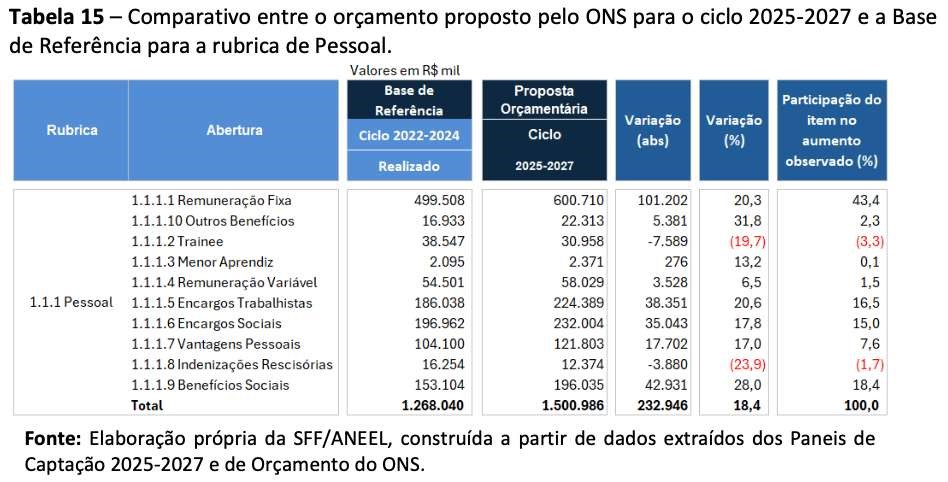 Tabela 15 – Comparativo entre o orçamento proposto pelo ONS para o ciclo 2025-2027 e a Base
de Referência para a rubrica de Pessoal.
Valores em R$ mil
Rubrica
Abertura
Base de
Referência
Ciclo 2022-2024
Realizado
Proposta
Orçamentária
Ciclo
2025-2027
Variação
(abs)
Variação
(%)
Participação do
item no
aumento
observado (%)
1.1.1 Pessoal
1.1.1.1 Remuneração Fixa 499.508 600.710 101.202 20,3 43,4
1.1.1.10 Outros Benefícios 16.933 22.313 5.381 31,8 2,3
1.1.1.2 Trainee 38.547 30.958 -7.589 (19,7) (3,3)
1.1.1.3 Menor Aprendiz 2.095 2.371 276 13,2 0,1
1.1.1.4 Remuneração Variável 54.501 58.029 3.528 6,5 1,5
1.1.1.5 Encargos Trabalhistas 186.038 224.389 38.351 20,6 16,5
1.1.1.6 Encargos Sociais 196.962 232.004 35.043 17,8 15,0
1.1.1.7 Vantagens Pessoais 104.100 121.803 17.702 17,0 7,6
1.1.1.8 Indenizações Rescisórias 16.254 12.374 -3.880 (23,9) (1,7)
1.1.1.9 Benefícios Sociais 153.104 196.035 42.931 28,0 18,4
Total 1.268.040 1.500.986 232.946 18,4 100,0
Fonte: Elaboração própria da SFF/ANEEL, construída a partir de dados extraídos dos Paneis de
Captação 2025-2027 e de Orçamento do ONS.